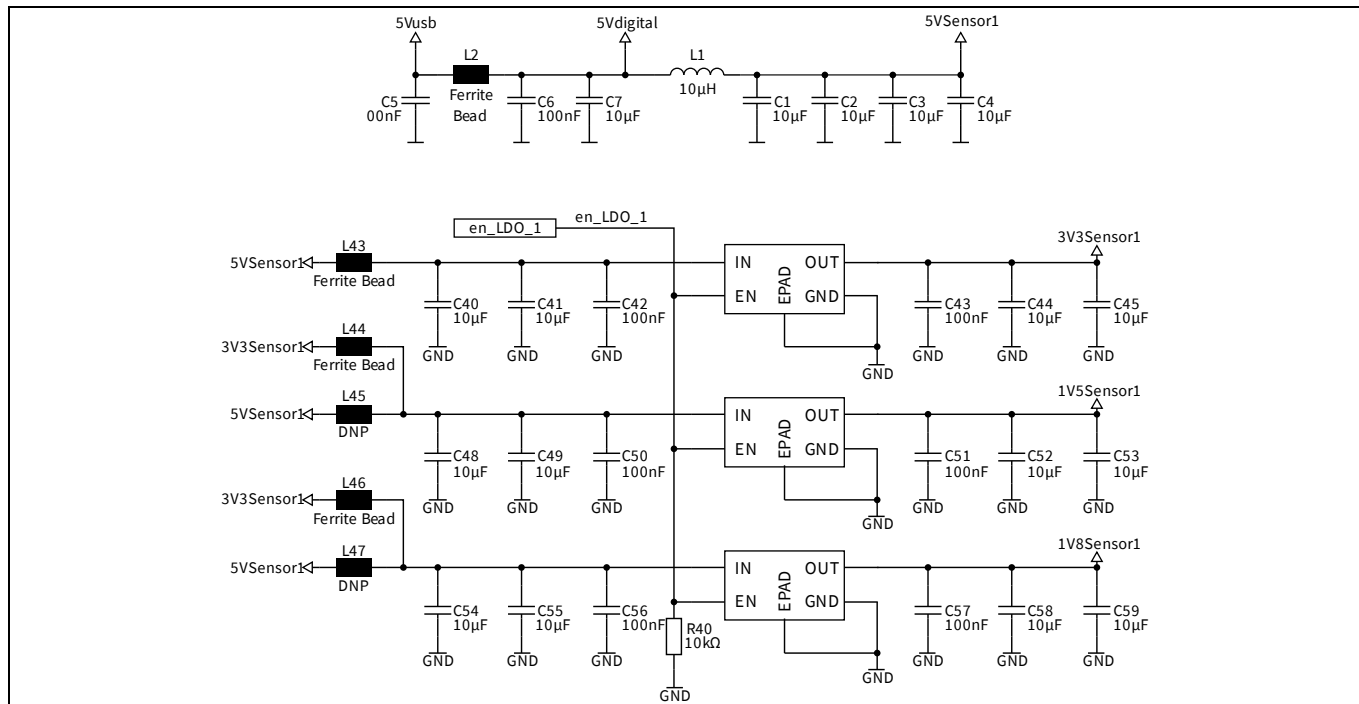 5Vusb
5Vdigital
5VSensor1
L2
L1
C5
00nF
Ferrite
Bead
C6
100nF
C7
10µF
10µH
C1
10µF
C2
10µF
C3
10µF
C4
10µF
en_LDO_1
en_LDO_1
5VSensor1
L43
Ferrite Bead
C40
10µF
GND
C41
10µF
GND
C42
100nF
GND
IN
OUT
EN
GND
EPAD
GND
3V3Sensor1
C43
100nF
GND
C44
10µF
GND
C45
10µF
GND
3V3Sensor1
L44
Ferrite Bead
5VSensor1
L45
DNP
C48
10µF
GND
C49
10µF
GND
C50
100nF
GND
IN
OUT
EN
GND
EPAD
GND
1V5Sensor1
C51
100nF
GND
C52
10µF
GND
C53
10µF
GND
3V3Sensor1
L46
Ferrite Bead
5VSensor1
L47
DNP
C54
10µF
GND
C55
10µF
GND
C56
100nF
GND
IN
OUT
EN
GND
EPAD
GND
R40
10kΩ
GND
1V8Sensor1
C57
100nF
GND
C58
10µF
GND
C59
10µF
GND